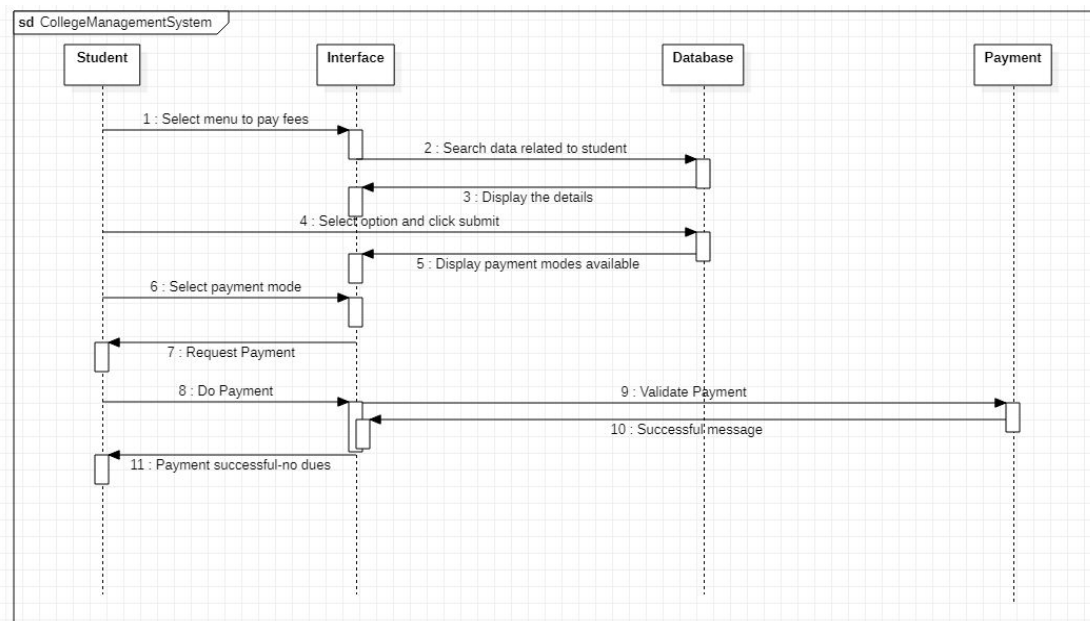 sd CollegeManagementSystem
Student
Interface
Database
Payment
1 : Select menu to pay fees
2 : Search data related to student
3 : Display the details
4 : Select option and click submit
5 : Display payment modes available
6 : Select payment mode
7 : Request Payment
8 : Do Payment
9 : Validate Payment
10 : Successful message
11 : Payment successful-no dues